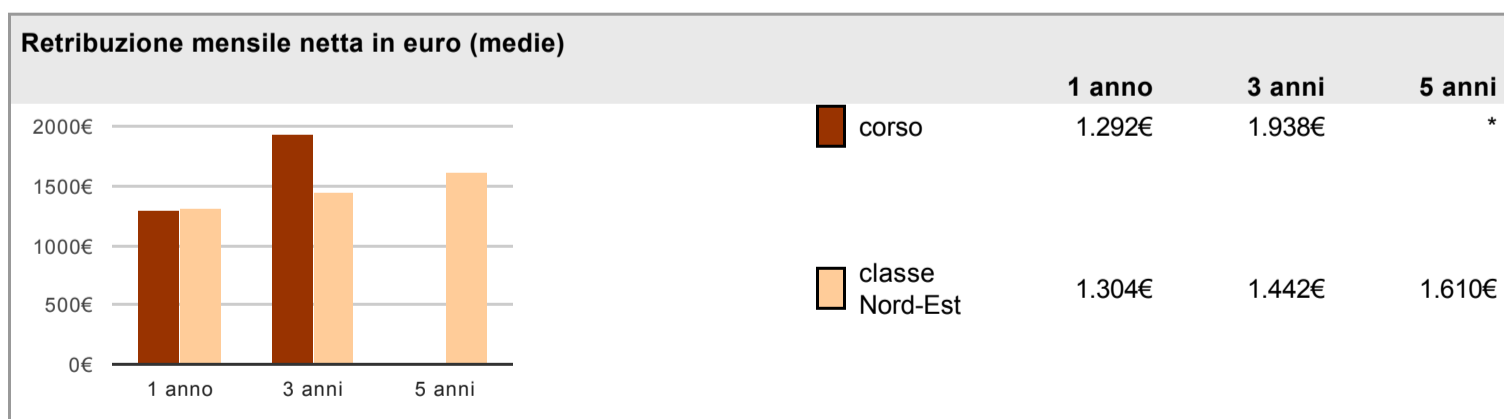 Retribuzione mensile netta in euro (medie)
1 anno 3 anni 5 anni
2000€
1500€
1000€
500€
0€
1 anno 3 anni 5 anni
corso 1.292€ 1.938€ *
classe
Nord-Est 1.304€ 1.442€ 1.610€